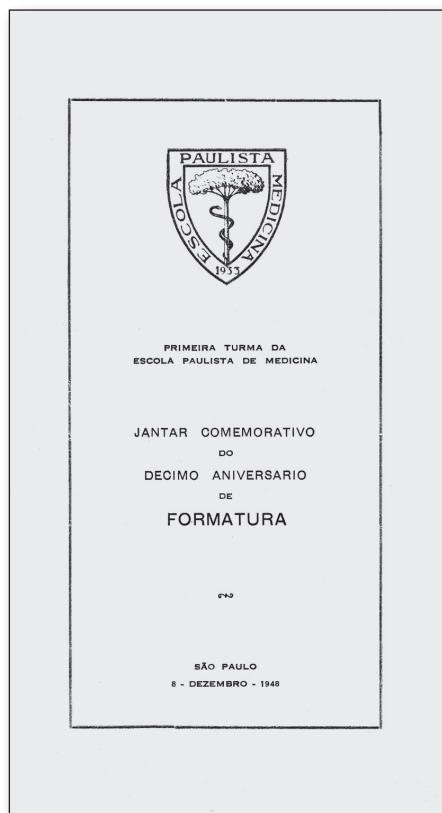 ESCOLA PAULISTA MEDICINA
1933
PRIMEIRA TURMA DA
ESCOLA PAULISTA DE MEDICINA
JANTAR COMEMORATIVO
DO
DECIMO ANIVERSARIO
DE
FORMATURA
SÃO PAULO
8 - DEZEMBRO - 1948